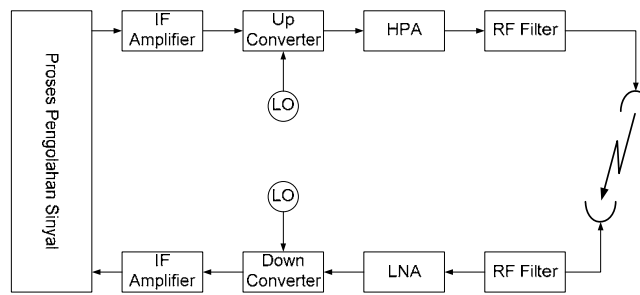 Proses Pengolahan Sinyal
IF
Amplifier
Up
Converter
HPA
RF Filter
LO
LO
IF
Amplifier
Down
Converter
LNA
RF Filter